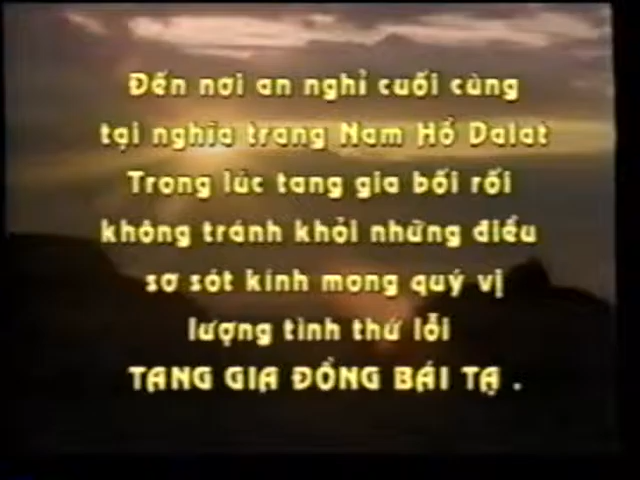 Đến nơi an nghỉ cuối cùng
tại nghĩa trang Nam Hồ Dalat
Trong lúc tang gia bối rối
không tránh khỏi những điều
sơ sót kính mong quý vị
lượng tình thứ lỗi
TANG GIA ĐỒNG BÁI TẠ .